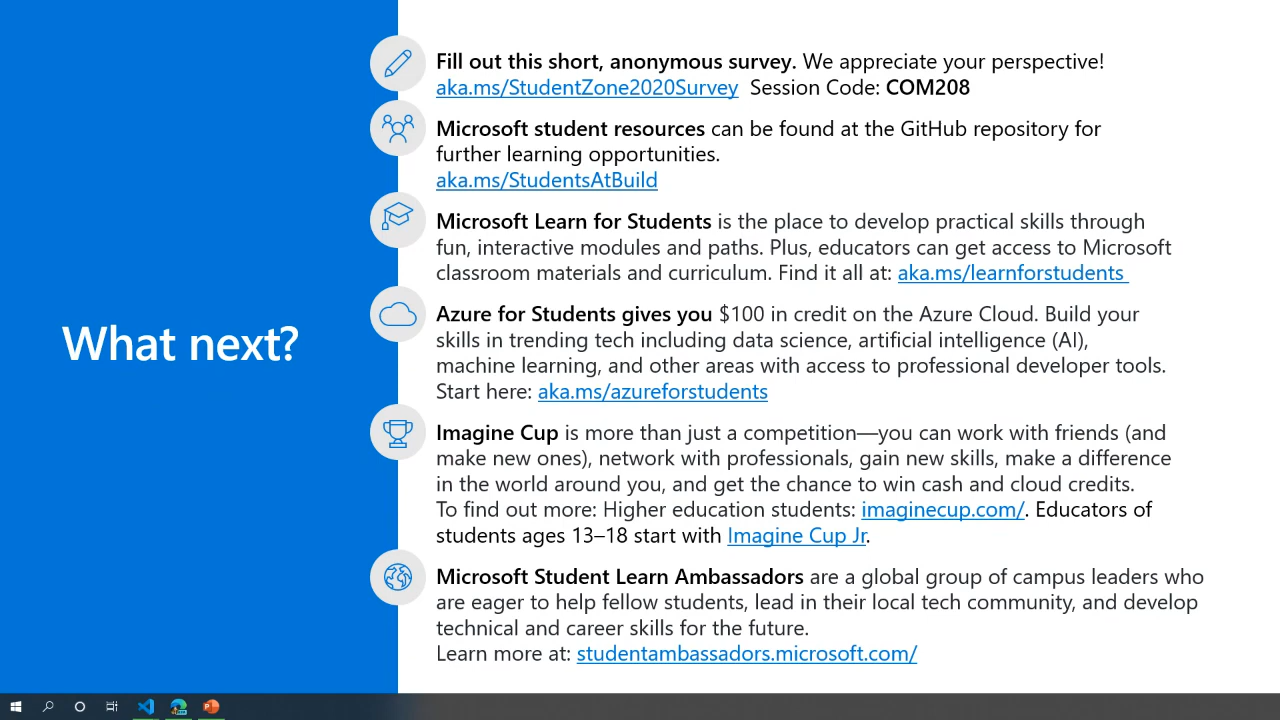 What next?
Fill out this short, anonymous survey. We appreciate your perspective!
aka.ms/StudentZone2020Survey Session Code: COM208
Microsoft student resources can be found at the GitHub repository for
further learning opportunities.
aka.ms/StudentsAtBuild
Microsoft Learn for Students is the place to develop practical skills through
fun, interactive modules and paths. Plus, educators can get access to Microsoft
classroom materials and curriculum. Find it all at: aka.ms/learnforstudents
Azure for Students gives you $100 in credit on the Azure Cloud. Build your
skills in trending tech including data science, artificial intelligence (AI),
machine learning, and other areas with access to professional developer tools.
Start here: aka.ms/azureforstudents
Imagine Cup is more than just a competition—you can work with friends (and
make new ones), network with professionals, gain new skills, make a difference
in the world around you, and get the chance to win cash and cloud credits.
To find out more: Higher education students: imaginecup.com/. Educators of
students ages 13–18 start with Imagine Cup Jr.
Microsoft Student Learn Ambassadors are a global group of campus leaders who
are eager to help fellow students, lead in their local tech community, and develop
technical and career skills for the future.
Learn more at: studentambassadors.microsoft.com/